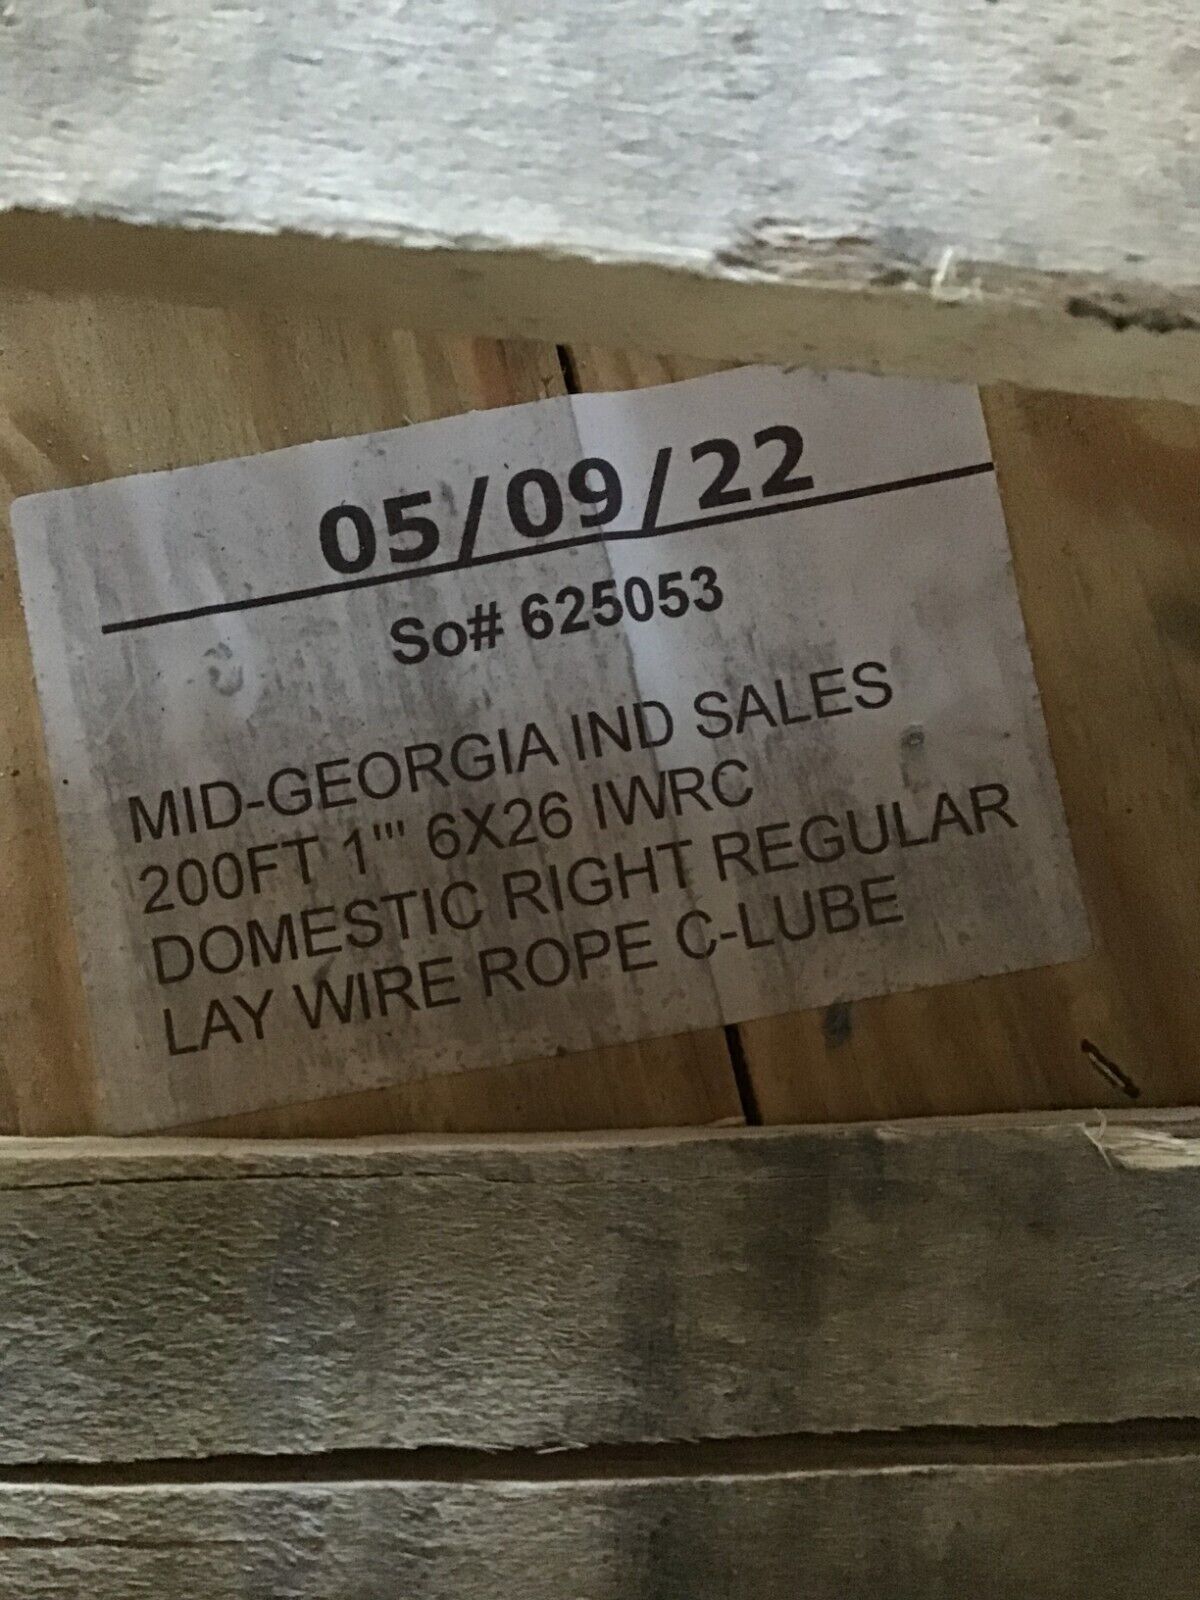 05/09/22
So# 625053
MID-GEORGIA IND SALES
200FT 1''' 6X26 IWRC
DOMESTIC RIGHT REGULAR
LAY WIRE ROPE C-LUBE